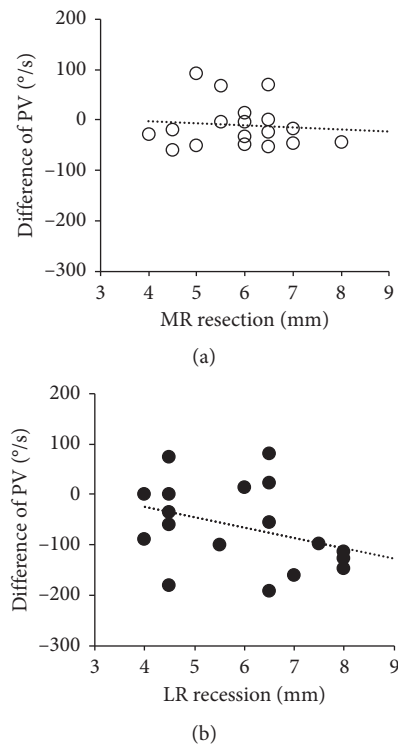 200
100
0
−100
−200
−300
Difference of PV (°/s)
3 4 5 6 7 8 9
MR resection (mm)
(a)
200
100
0
−100
−200
−300
Difference of PV (°/s)
3 4 5 6 7 8 9
LR recession (mm)
(b)